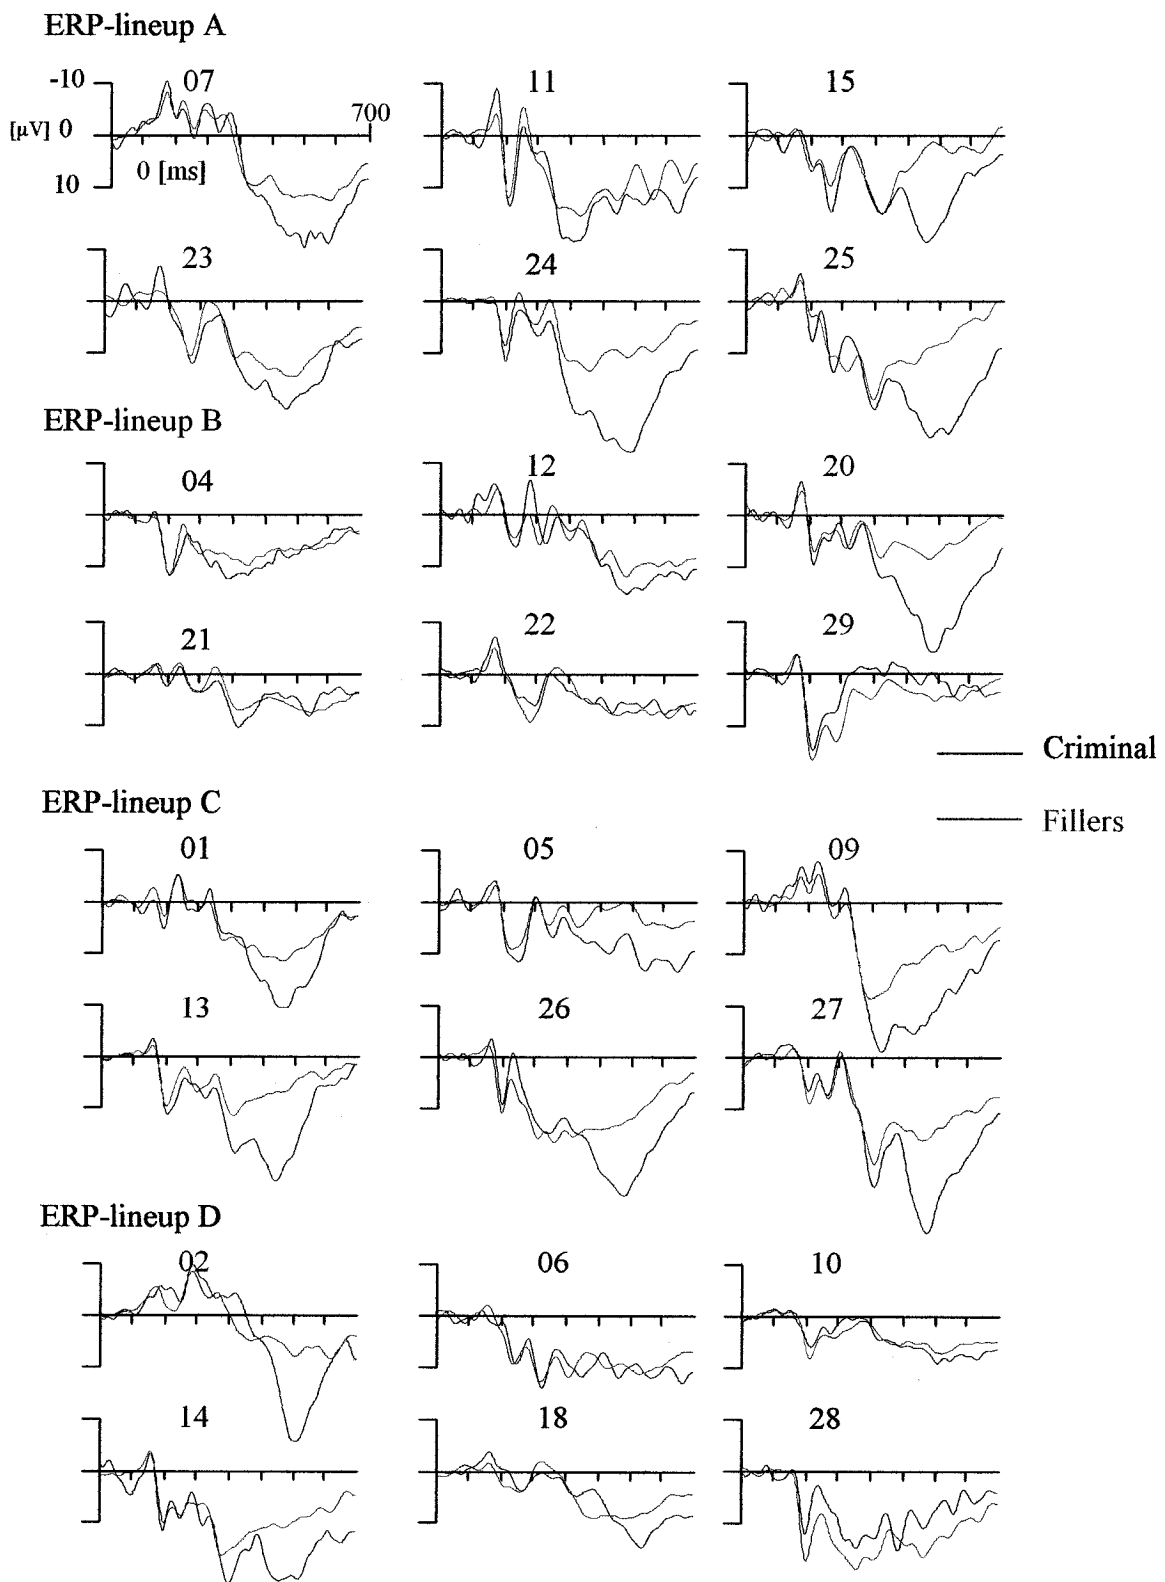 ERP-lineup A
-10 07 11 15
700
[µV] 0
0 [ms]
10
23 24 25
ERP-lineup B
04 12 20
21 22 29
Criminal
Fillers
ERP-lineup C
01 05 09
13 26 27
ERP-lineup D
02 06 10
14 18 28